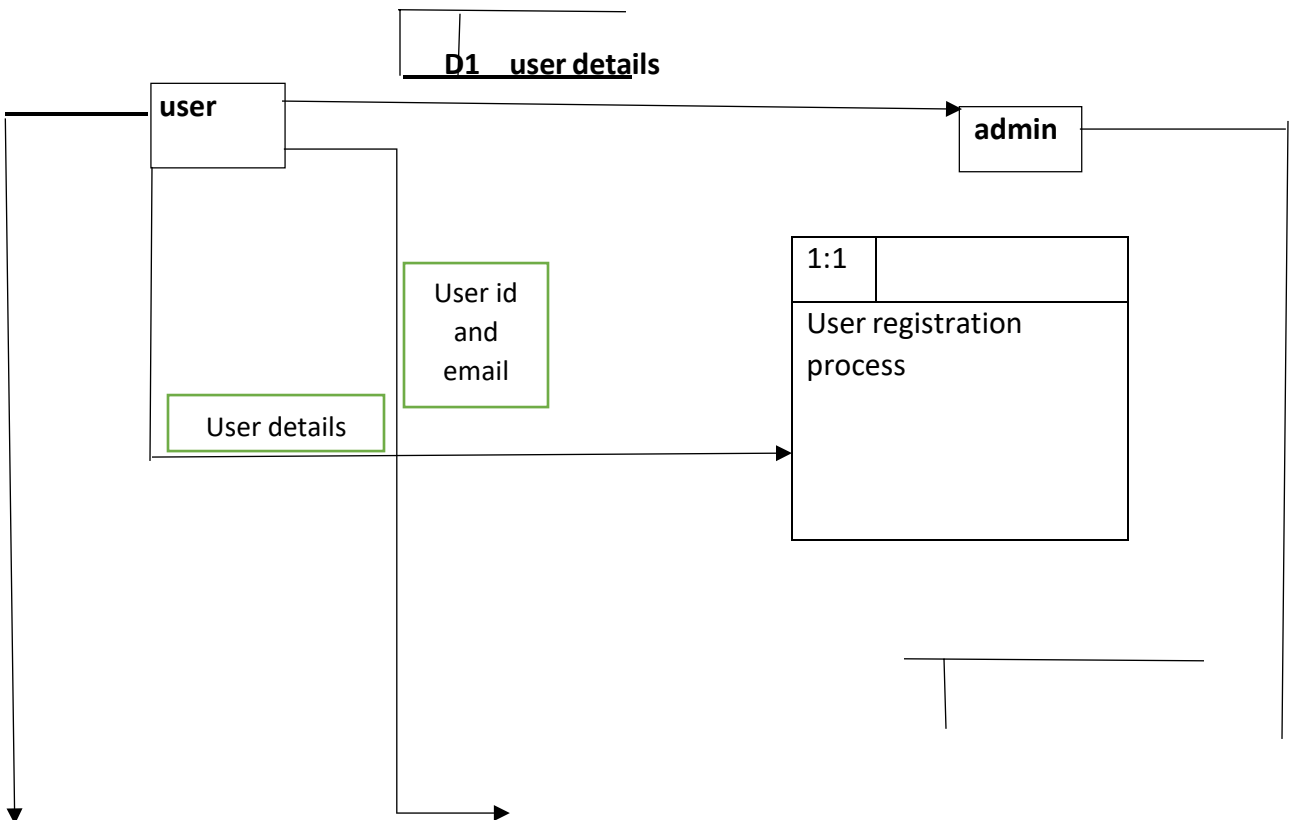 D1 user details
user
admin
1:1
User registration
process
User id
and
email
User details